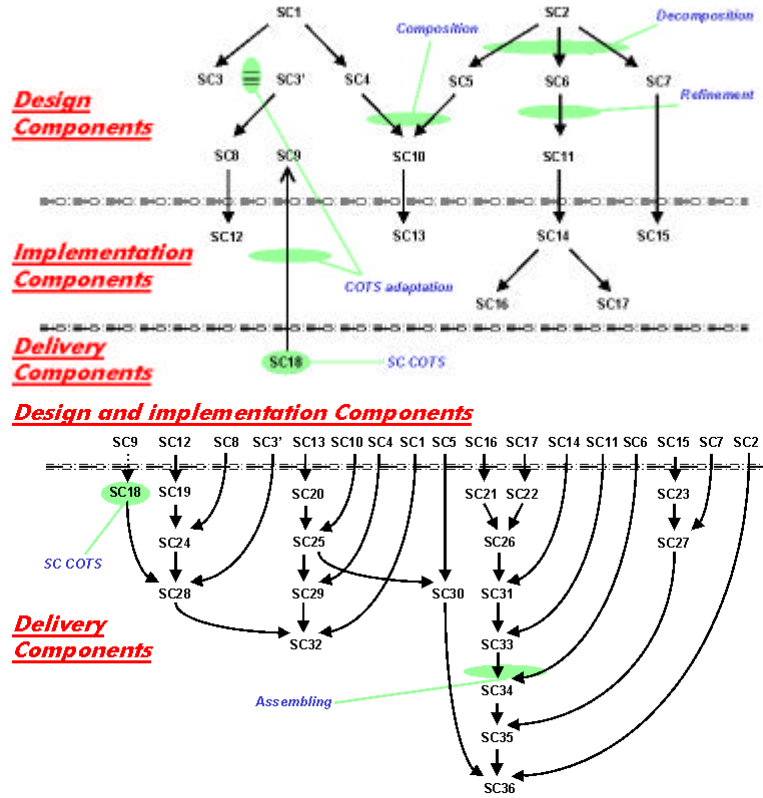 SC1 SC2 Decomposition
Composition
SC3 SC3' SC4 SC5 SC6 SC7
Refinement
Design
Components
SC8 SC9 SC10 SC11
SC12 SC13 SC14 SC15
Implementation
Components
COTS adaptation
SC16 SC17
Delivery
Components
SC18 SC COTS
Design and implementation Components
SC9 SC12 SC8 SC3' SC13 SC10 SC4 SC1 SC5 SC16 SC17 SC14 SC11 SC6 SC15 SC7 SC2
SC18 SC19 SC20 SC21 SC22 SC23
SC24 SC25 SC26 SC27
SC COTS
SC28 SC29 SC30 SC31
Delivery
Components
SC32 SC33
SC34
Assembling
SC35
SC36